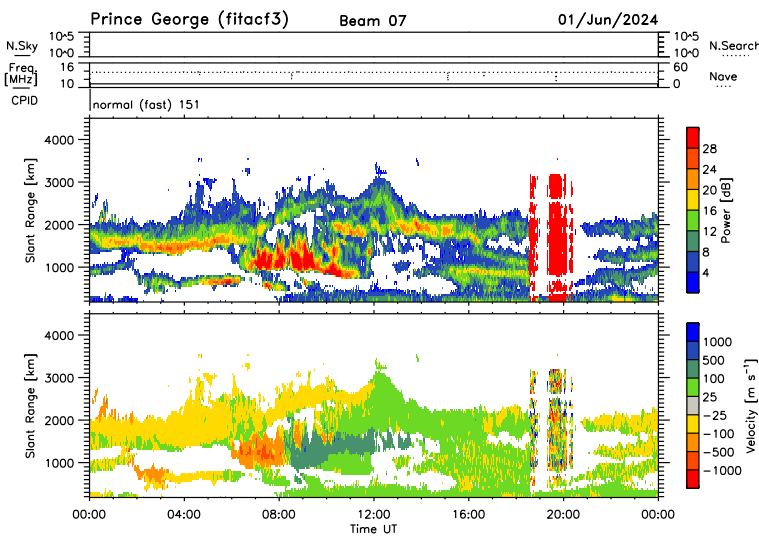 Prince George (fitacf3) Beam 07 01/Jun/2024
N.Sky 10^5 10^0 10^5 10^0 N.Search
Freq [MHz] 16 10 60 0 Nave
CPID normal (fast) 151
Slant Range [km] 4000 3000 2000 1000
Power [dB] 28 24 20 16 12 8 4
Slant Range [km] 4000 3000 2000 1000
Velocity [m s⁻¹] 1000 500 100 25 −25 −100 −500 −1000
00:00 04:00 08:00 12:00 16:00 20:00 00:00
Time UT